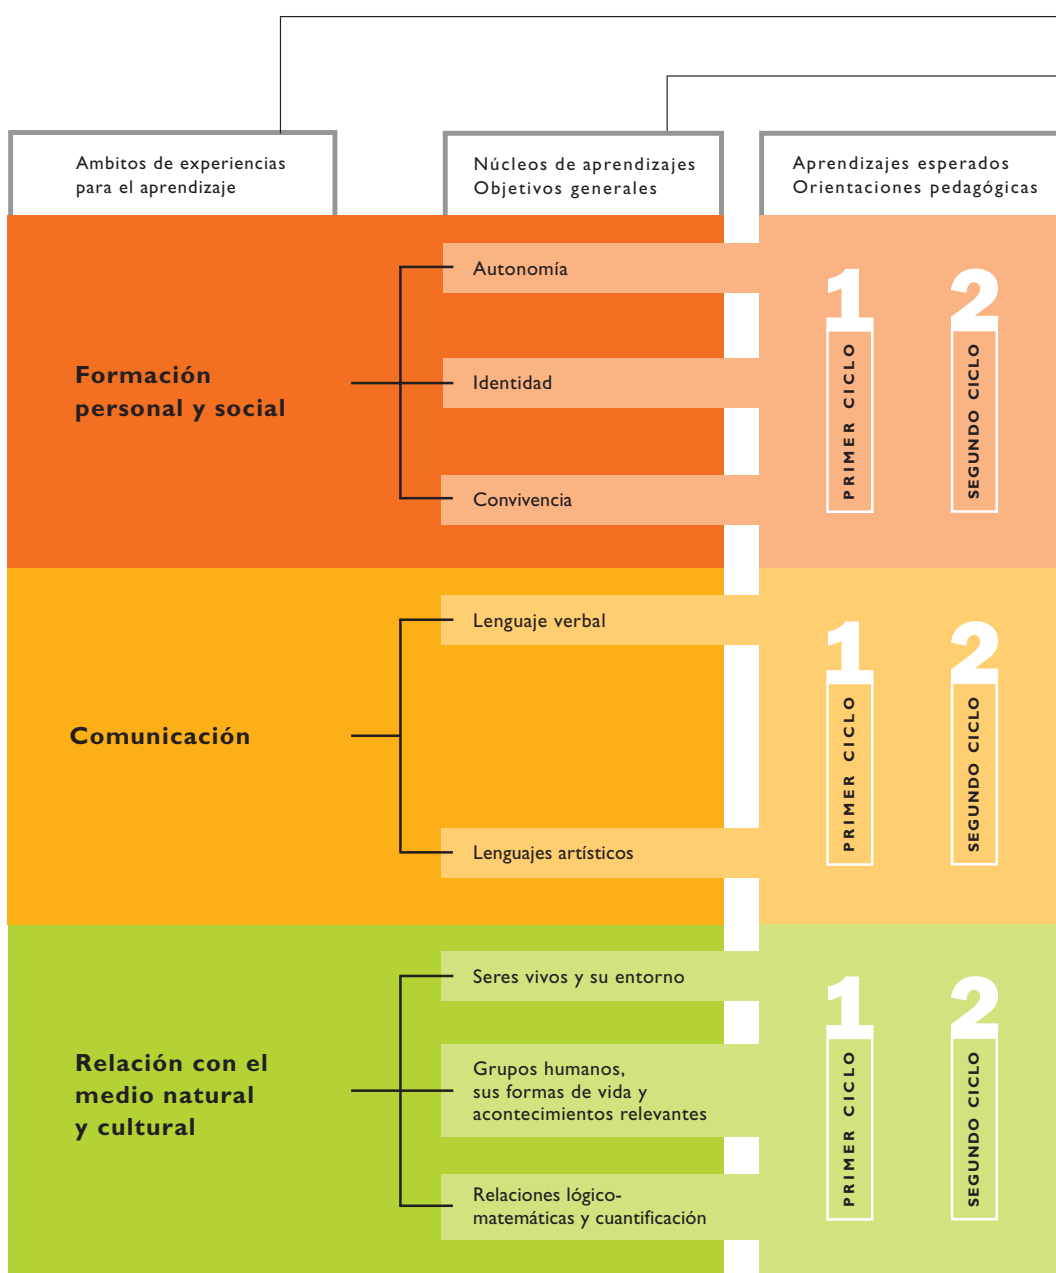 Ambitos de experiencias
para el aprendizaje
Núcleos de aprendizajes
Objetivos generales
Aprendizajes esperados
Orientaciones pedagógicas
Formación
personal y social
Autonomía
Identidad
Convivencia
1
PRIMER CICLO
2
SEGUNDO CICLO
Comunicación
Lenguaje verbal
Lenguajes artísticos
1
PRIMER CICLO
2
SEGUNDO CICLO
Relación con el
medio natural
y cultural
Seres vivos y su entorno
Grupos humanos,
sus formas de vida y
acontecimientos relevantes
Relaciones lógico-
matemáticas y cuantificación
1
PRIMER CICLO
2
SEGUNDO CICLO